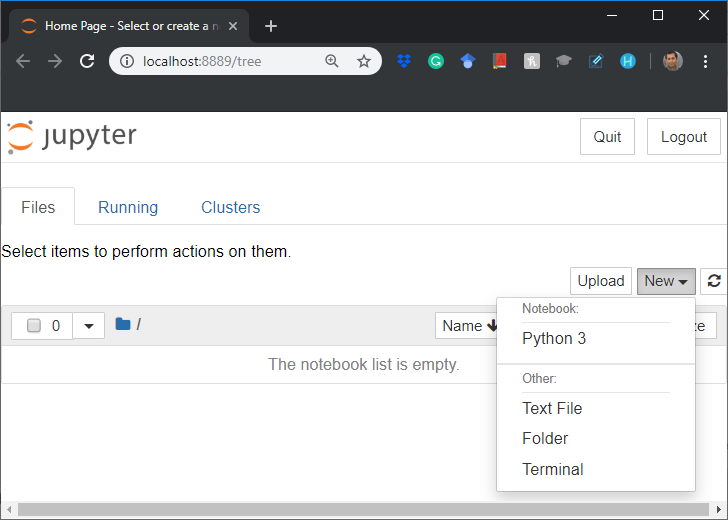 Home Page - Select or create a n
localhost:8889/tree
jupyter
Quit
Logout
Files
Running
Clusters
Select items to perform actions on them.
Upload
New
0
/
Name
Notebook:
Python 3
The notebook list is empty.
Other:
Text File
Folder
Terminal